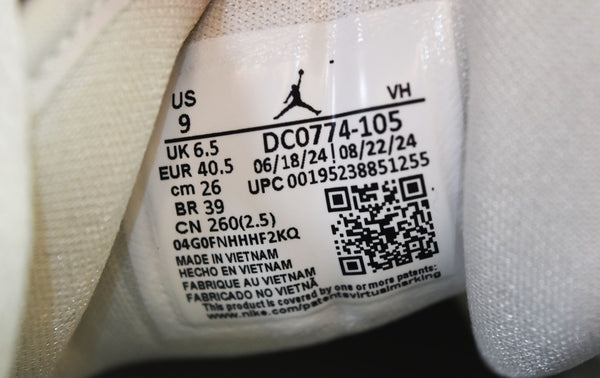 US
9
VH
DC0774-105
06/18/24 08/22/24
UPC 00195238851255
UK 6.5
EUR 40.5
cm 26
BR 39
CN 260(2.5)
04G0FNHHHF2KQ
MADE IN VIETNAM
HECHO EN VIETNAM
FABRIQUE AU VIETNAM
FABRICADO NO VIETNÃ
This product is covered by one or more patents:
www.nike.com/patentsvirtualmarking